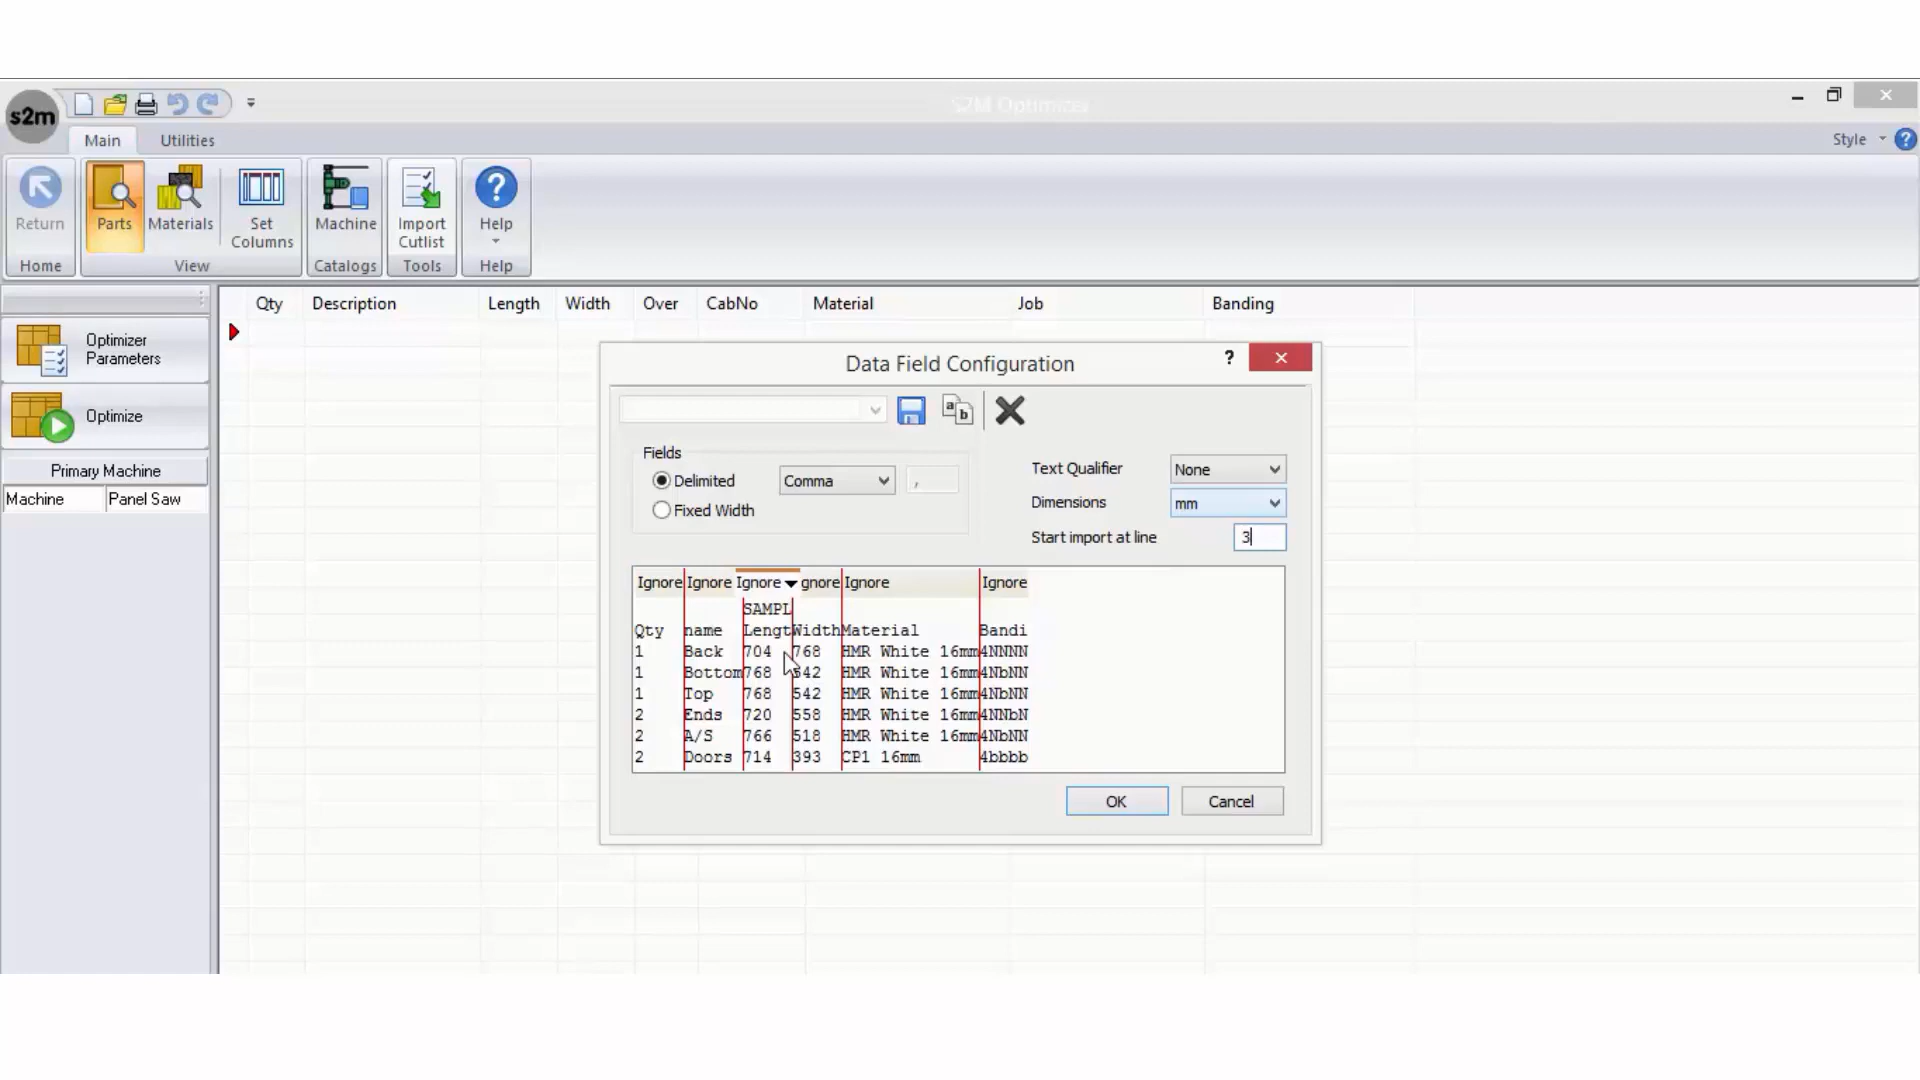 s2m
S2M Optimizer
Main Utilities Style
Return Parts Materials Set Columns Machine Import Cutlist Help
Home View Catalogs Tools Help
Qty Description Length Width Over CabNo Material Job Banding
Optimizer Parameters
Optimize
Primary Machine
Machine Panel Saw
Data Field Configuration ?
a b
Fields
Delimited Comma ,
Fixed Width
Text Qualifier None
Dimensions mm
Start import at line 3
Ignore Ignore Ignore gnore Ignore Ignore
SAMPL
Qty name Lengt Width Material Bandi
1 Back 704 768 HMR White 16mm 4NNNN
1 Bottom 768 542 HMR White 16mm 4NbNN
1 Top 768 542 HMR White 16mm 4NbNN
2 Ends 720 558 HMR White 16mm 4NNbN
2 A/S 766 518 HMR White 16mm 4NbNN
2 Doors 714 393 CP1 16mm 4bbbb
OK Cancel